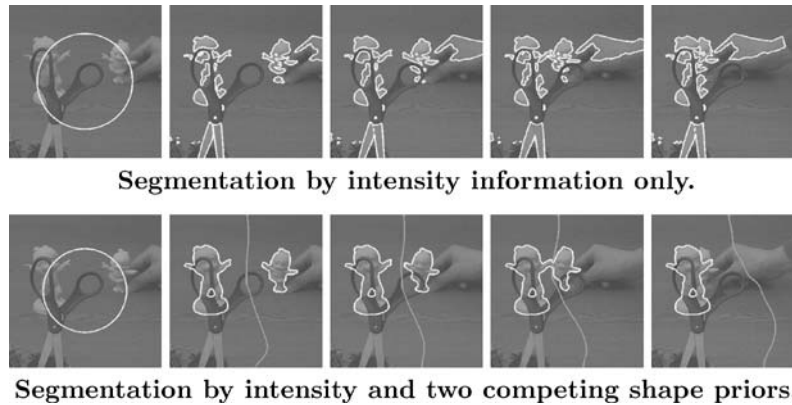 Segmentation by intensity information only.
Segmentation by intensity and two competing shape priors